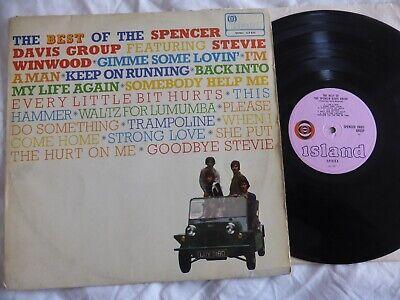 THE BEST OF THE SPENCER
DAVIS GROUP FEATURING STEVIE
WINWOOD*GIMME SOME LOVIN'*I'M
A MAN*KEEP ON RUNNING*BACK INTO
MY LIFE AGAIN*SOMEBODY HELP ME
EVERY LITTLE BIT HURTS*THIS
HAMMER*WALTZ FOR LUMUMBA*PLEASE
DO SOMETHING*TRAMPOLINE*WHEN I
COME HOME*STRONG LOVE*SHE PUT
THE HURT ON ME*GOODBYE STEVIE
island